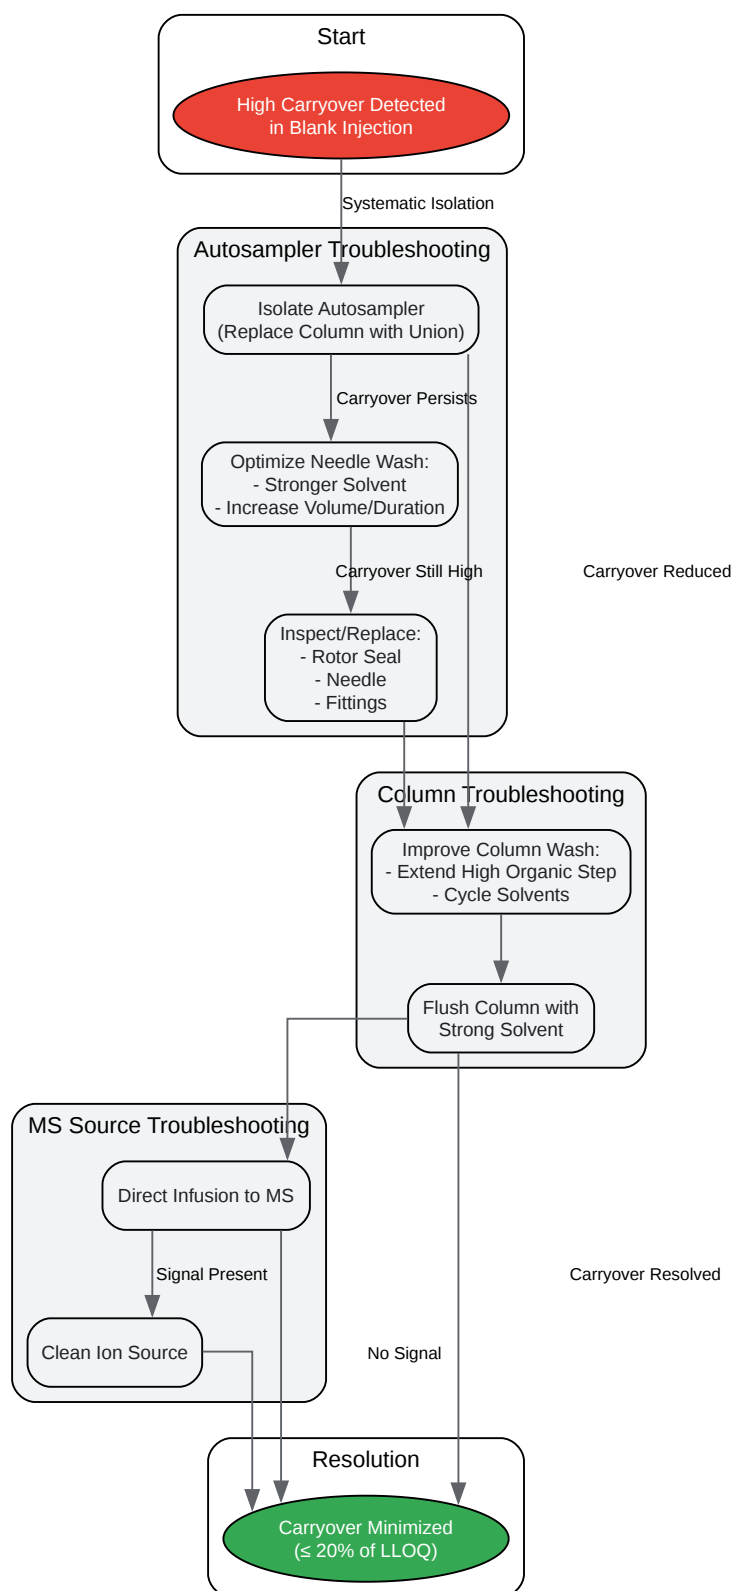 Start
High Carryover Detected
in Blank Injection
Systematic Isolation
Autosampler Troubleshooting
Isolate Autosampler
(Replace Column with Union)
Carryover Persists
Optimize Needle Wash:
- Stronger Solvent
- Increase Volume/Duration
Carryover Still High
Carryover Reduced
Inspect/Replace:
- Rotor Seal
- Needle
- Fittings
Column Troubleshooting
Improve Column Wash:
- Extend High Organic Step
- Cycle Solvents
Flush Column with
Strong Solvent
MS Source Troubleshooting
Direct Infusion to MS
Signal Present
Carryover Resolved
Clean Ion Source
No Signal
Resolution
Carryover Minimized
(≤ 20% of LLOQ)